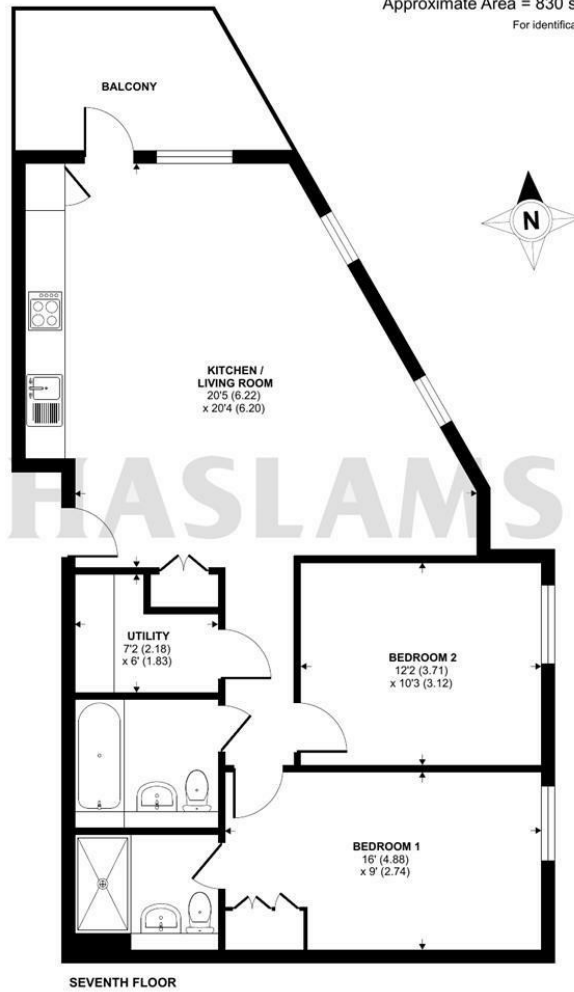 Approximate Area = 830 s
For identifica
BALCONY
N
KITCHEN /
LIVING ROOM
20'5 (6.22)
x 20'4 (6.20)
HASLAMS
UTILITY
7'2 (2.18)
x 6' (1.83)
BEDROOM 2
12'2 (3.71)
x 10'3 (3.12)
BEDROOM 1
16' (4.88)
x 9' (2.74)
SEVENTH FLOOR